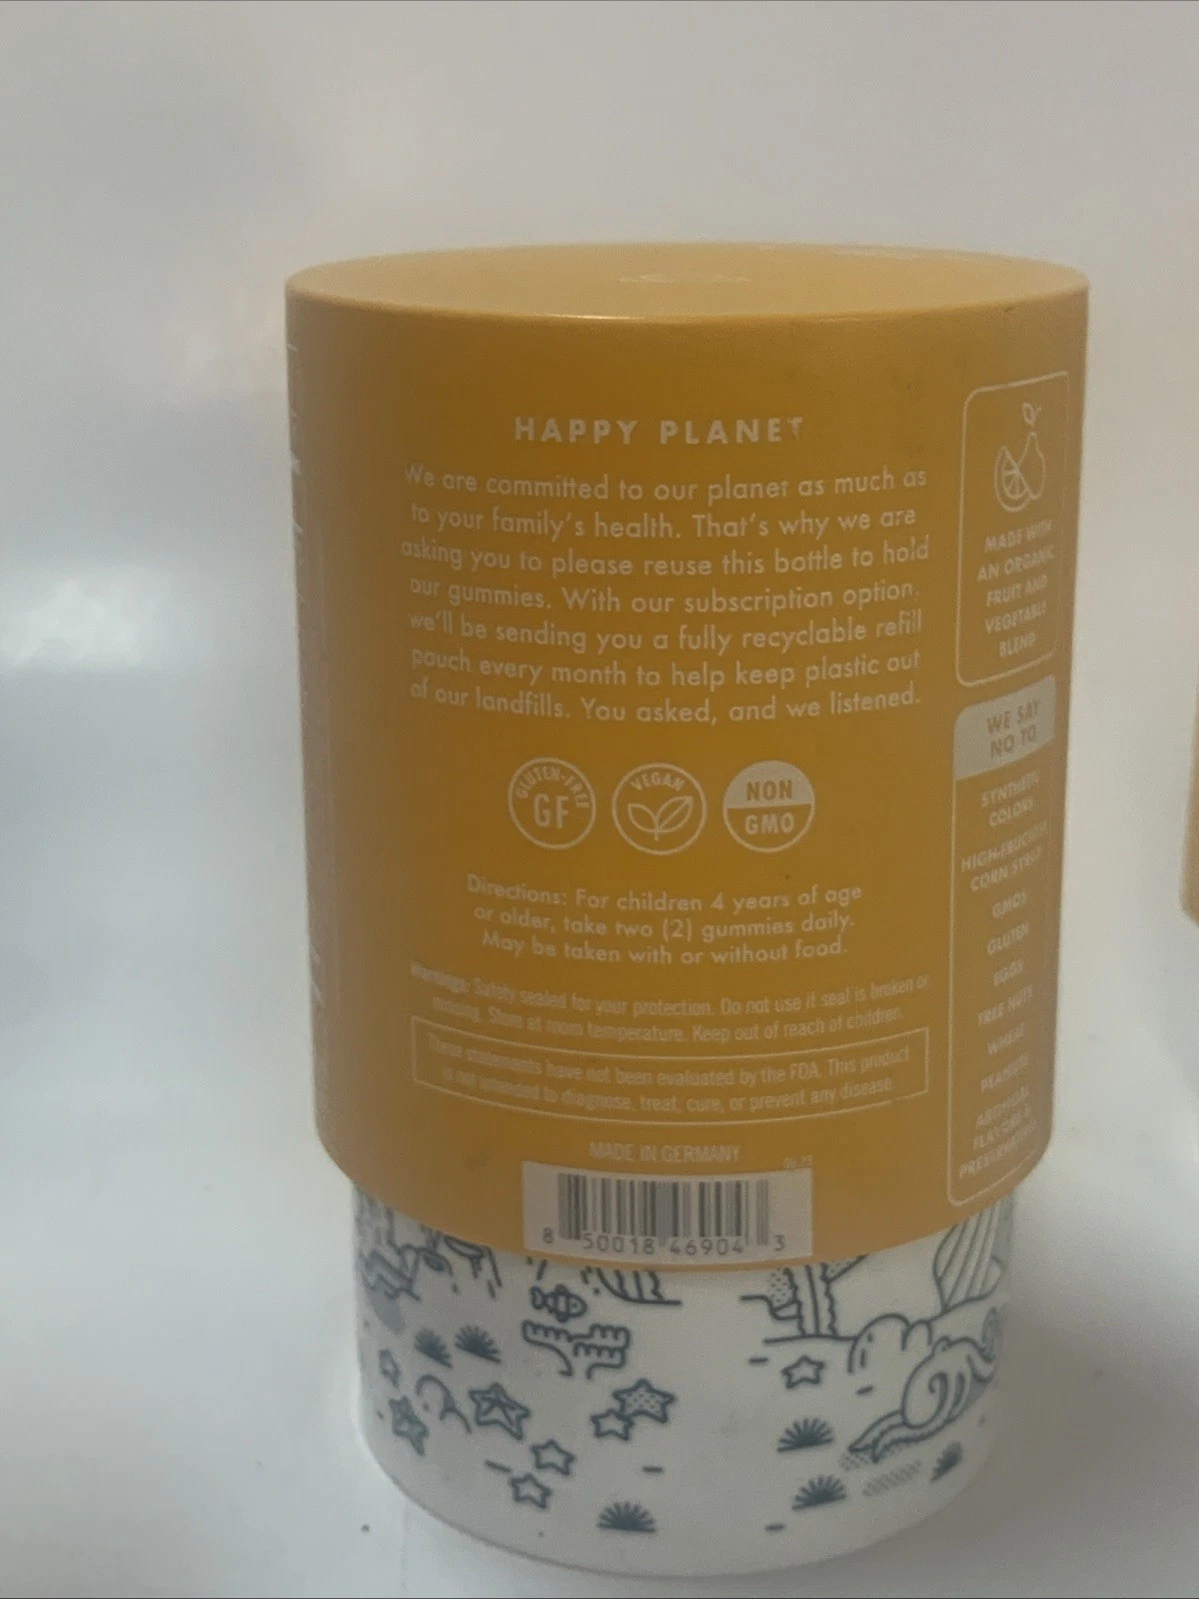 HAPPY PLANET
We are committed to our planet as much as
to your family's health. That's why we are
asking you to please reuse this bottle to hold
our gummies. With our subscription option,
we'll be sending you a fully recyclable refill
pouch every month to help keep plastic out
of our landfills. You asked, and we listened.
GLUTEN-FREE
GF
VEGAN
NON
GMO
Directions: For children 4 years of age
or older, take two (2) gummies daily.
May be taken with or without food.
Warnings: Safety sealed for your protection. Do not use if seal is broken or
missing. Store at room temperature. Keep out of reach of children.
These statements have not been evaluated by the FDA. This product
is not intended to diagnose, treat, cure, or prevent any disease.
MADE IN GERMANY
06.23
8 50018 46904 3
MADE WITH
AN ORGANIC
FRUIT AND
VEGETABLE
BLEND
WE SAY
NO TO
SYNTHETIC
COLORS
HIGH-FRUCTOSE
CORN SYRUP
GMOS
GLUTEN
EGGS
TREE NUTS
WHEAT
PEANUTS
ARTIFICIAL
FLAVORS &
PRESERVATIVES